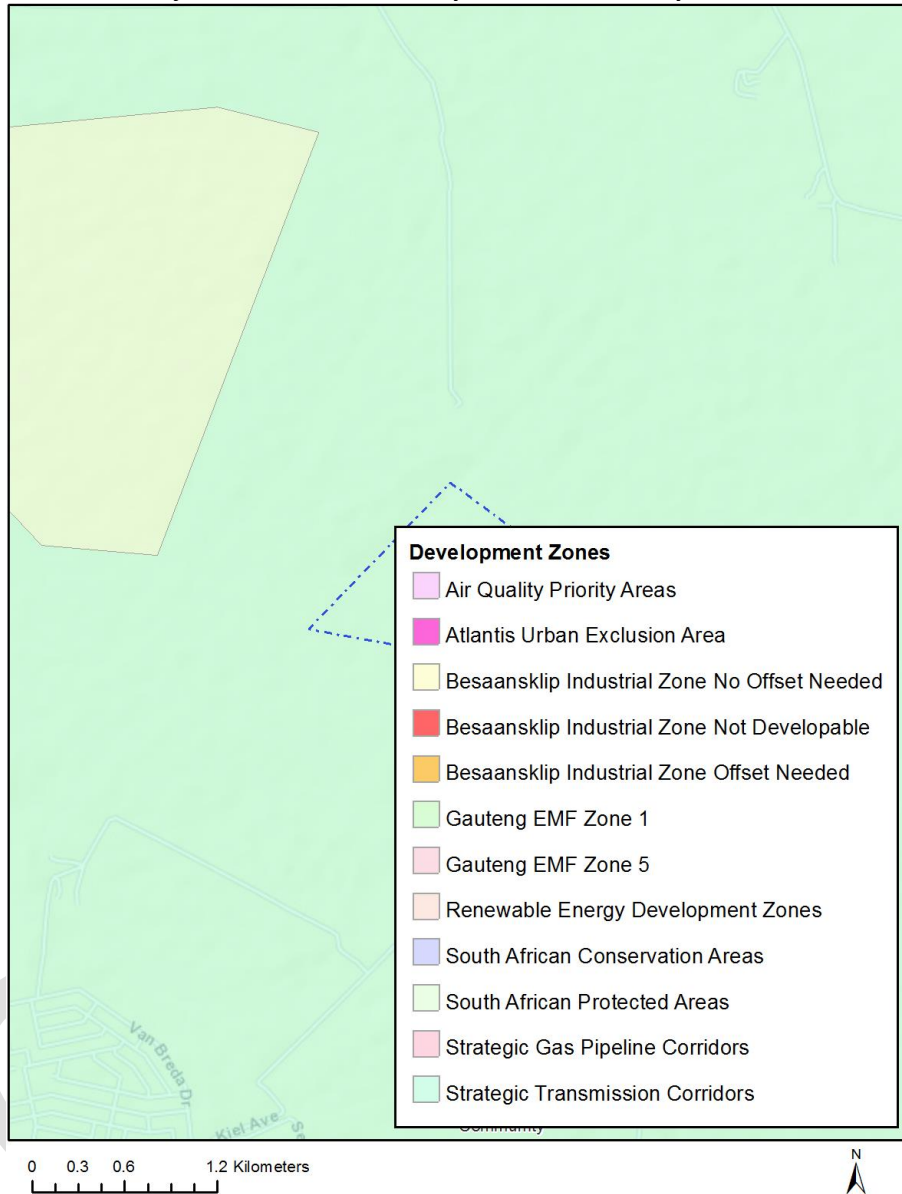 Development Zones
Air Quality Priority Areas
Atlantis Urban Exclusion Area
Besaansklip Industrial Zone No Offset Needed
Besaansklip Industrial Zone Not Developable
Besaansklip Industrial Zone Offset Needed
Gauteng EMF Zone 1
Gauteng EMF Zone 5
Renewable Energy Development Zones
South African Conservation Areas
South African Protected Areas
Strategic Gas Pipeline Corridors
Strategic Transmission Corridors
Van Breda Dr
Kiel Ave
0 0.3 0.6 1.2 Kilometers
N